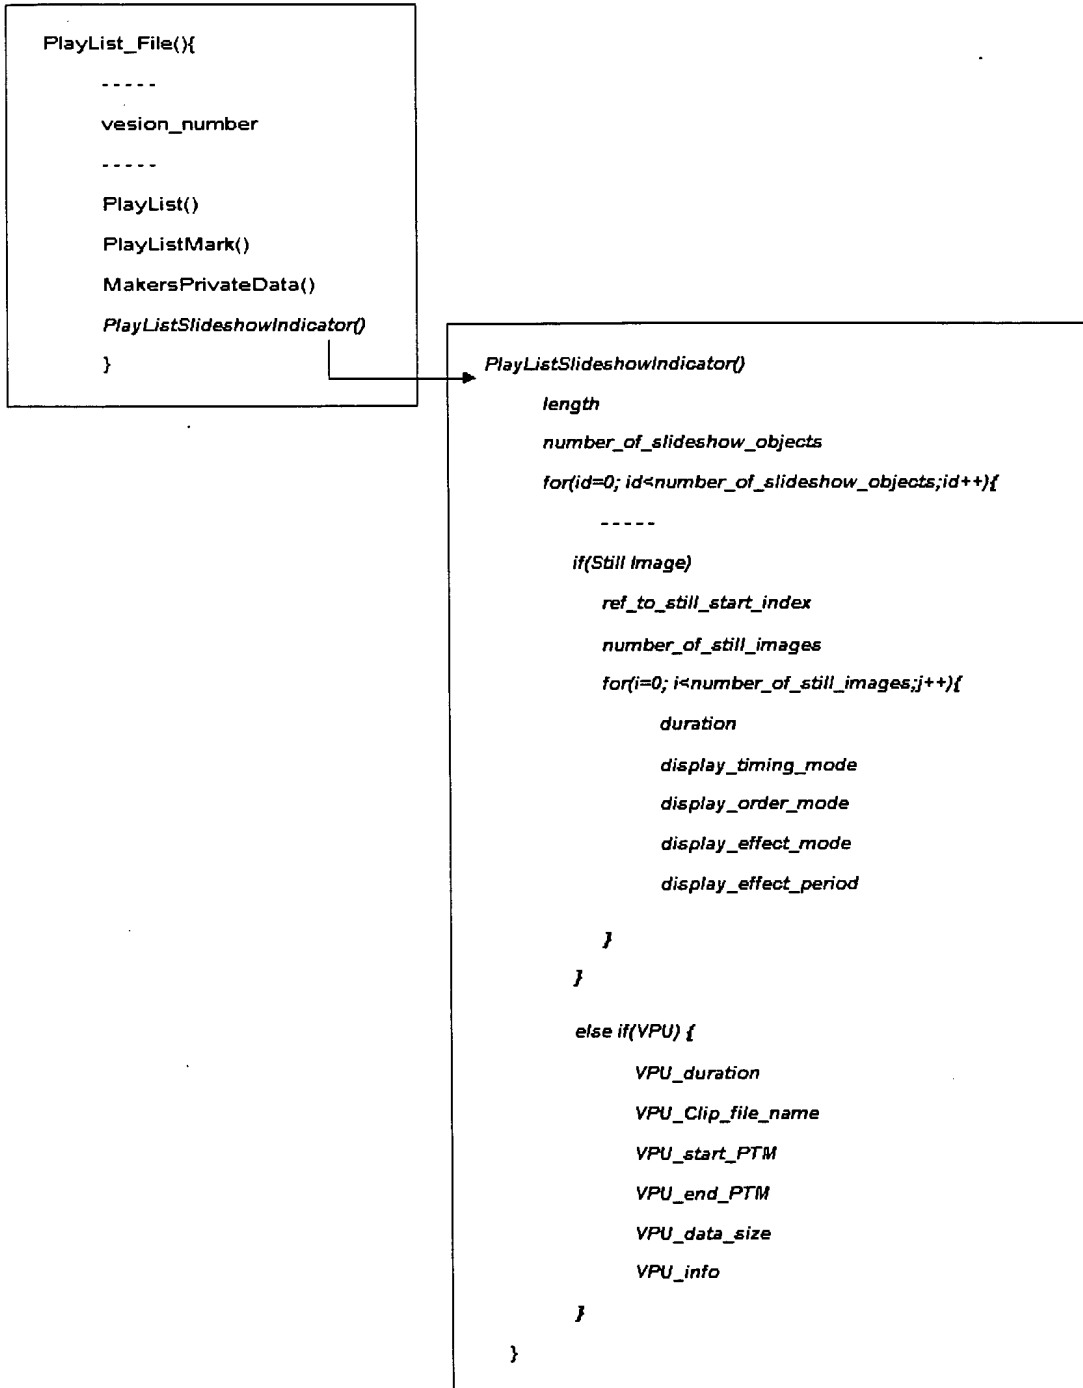 PlayList_File(){
-----
vesion_number
-----
PlayList()
PlayListMark()
MakersPrivateData()
PlayListSlideshowIndicator()
}
PlayListSlideshowIndicator()
length
number_of_slideshow_objects
for(id=0; id<number_of_slideshow_objects;id++){
-----
if(Still Image)
ref_to_still_start_index
number_of_still_images
for(i=0; i<number_of_still_images;j++){
duration
display_timing_mode
display_order_mode
display_effect_mode
display_effect_period
}
}
else if(VPU) {
VPU_duration
VPU_Clip_file_name
VPU_start_PTM
VPU_end_PTM
VPU_data_size
VPU_info
}
}